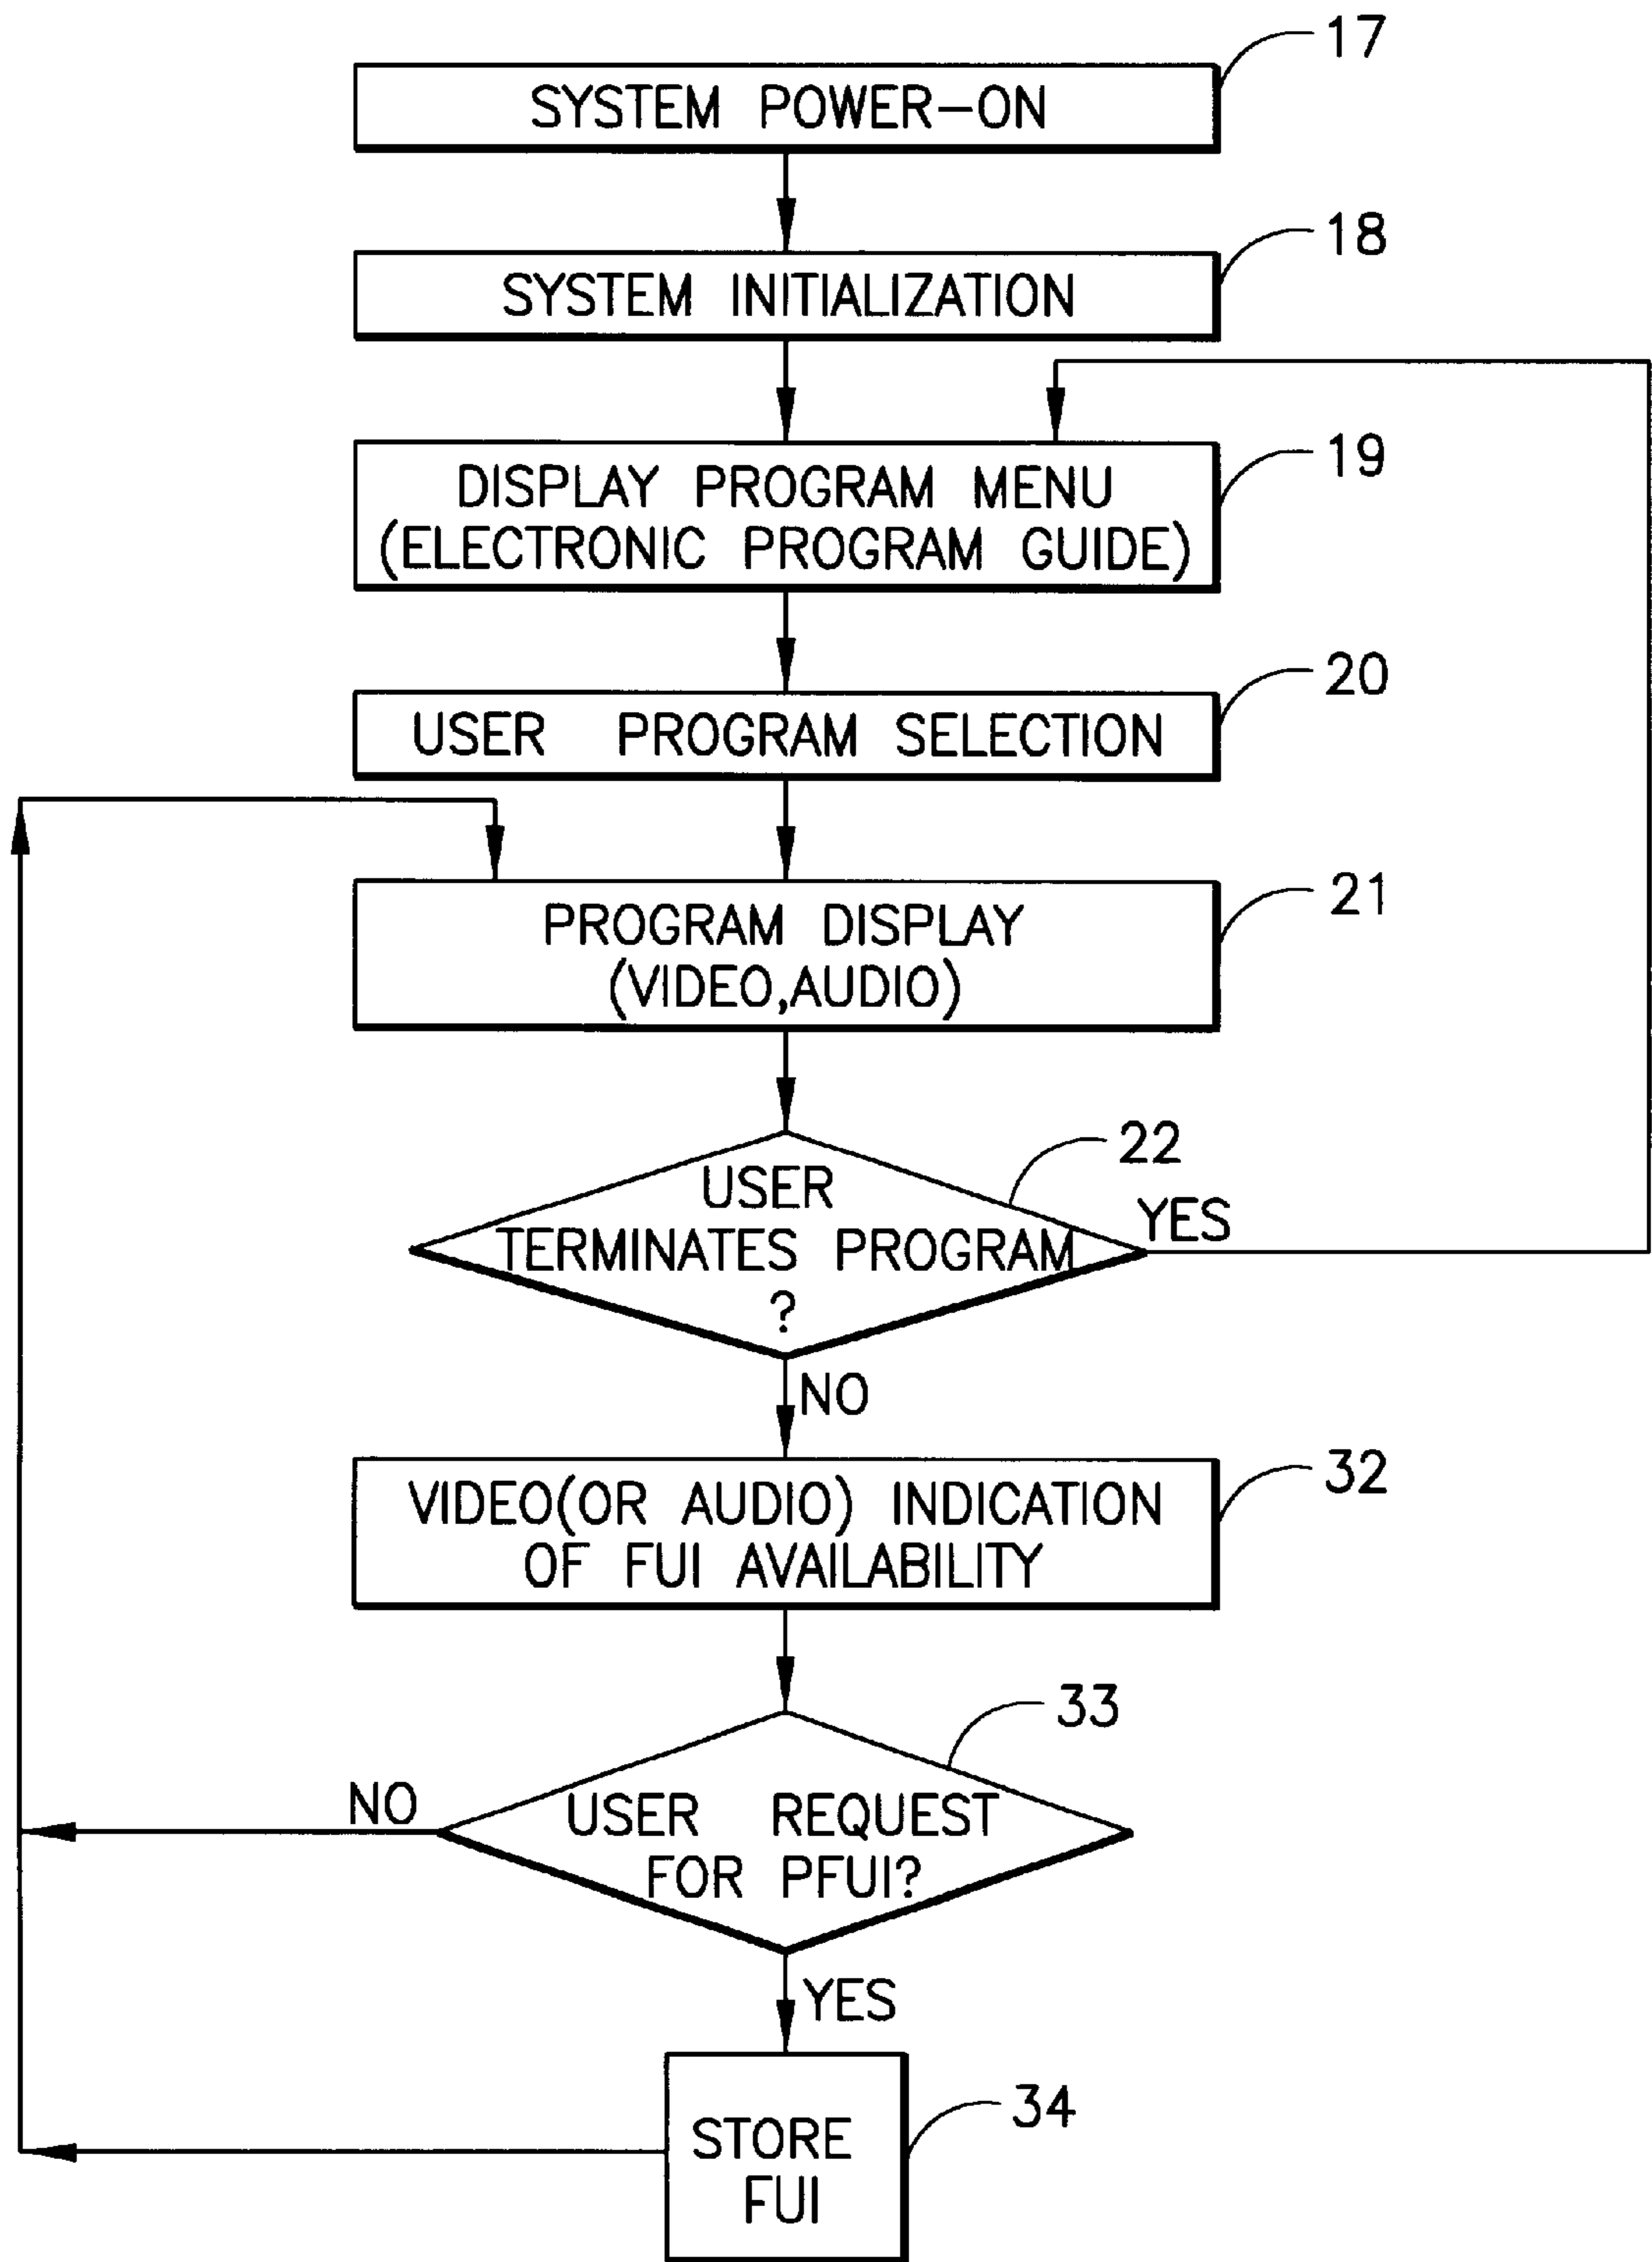 17
SYSTEM POWER-ON
18
SYSTEM INITIALIZATION
19
DISPLAY PROGRAM MENU
(ELECTRONIC PROGRAM GUIDE)
20
USER PROGRAM SELECTION
21
PROGRAM DISPLAY
(VIDEO,AUDIO)
22
USER
TERMINATES PROGRAM
?
YES
NO
32
VIDEO(OR AUDIO) INDICATION
OF FUI AVAILABILITY
33
USER REQUEST
FOR PFUI?
NO
YES
34
STORE
FUI